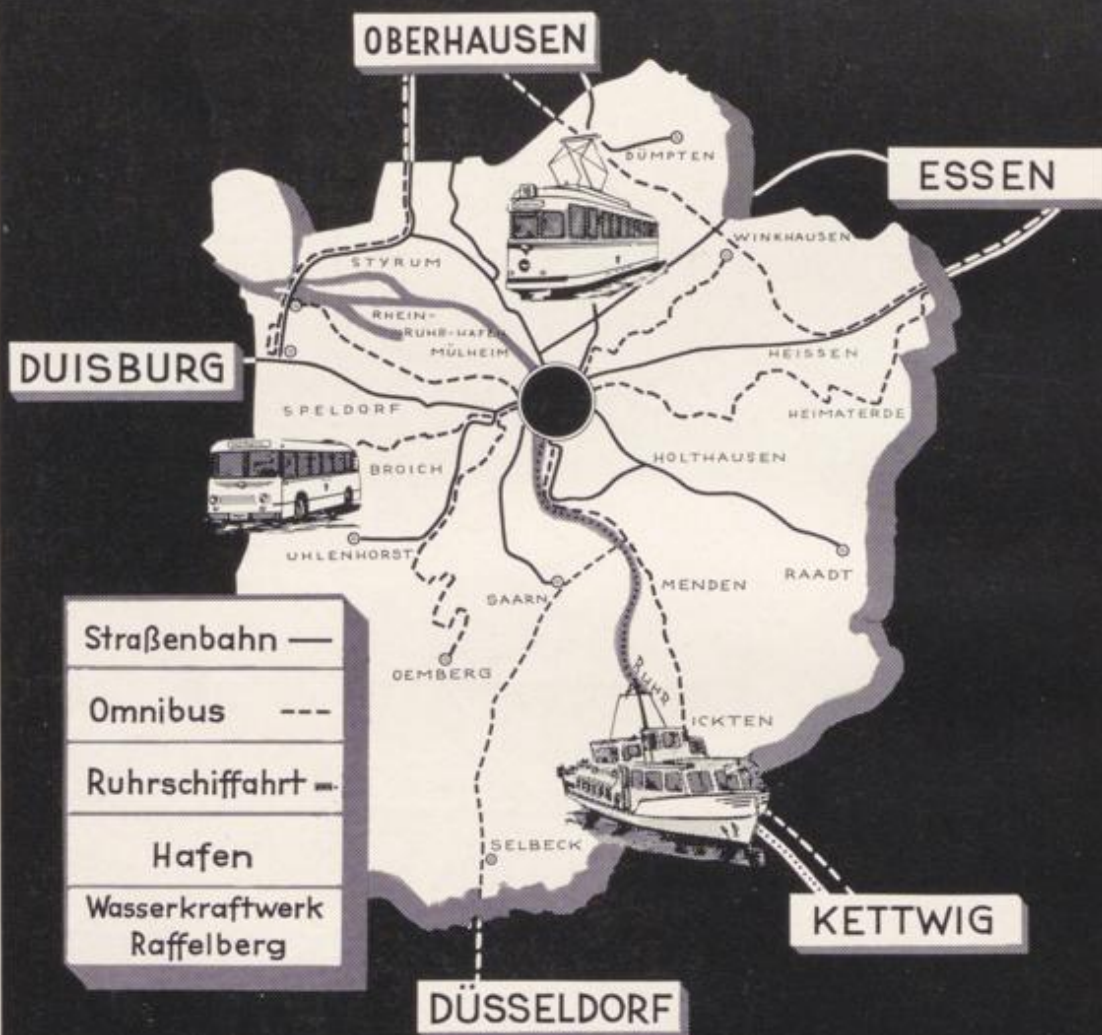 OBERHAUSEN
DÜMPTEN
ESSEN
WINKHAUSEN
STYRUM
RHEIN-
RUHR-HAFEN
MÜLHEIM
HEISSEN
DUISBURG
SPELDORF
HEIMATERDE
BROICH
HOLTHAUSEN
UHLENHORST
RAADT
SAARN
MENDEN
OEMBERG
RUHR
ICKTEN
Straßenbahn
Omnibus
Ruhrschiffahrt
Hafen
Wasserkraftwerk
Raffelberg
SELBECK
KETTWIG
DÜSSELDORF